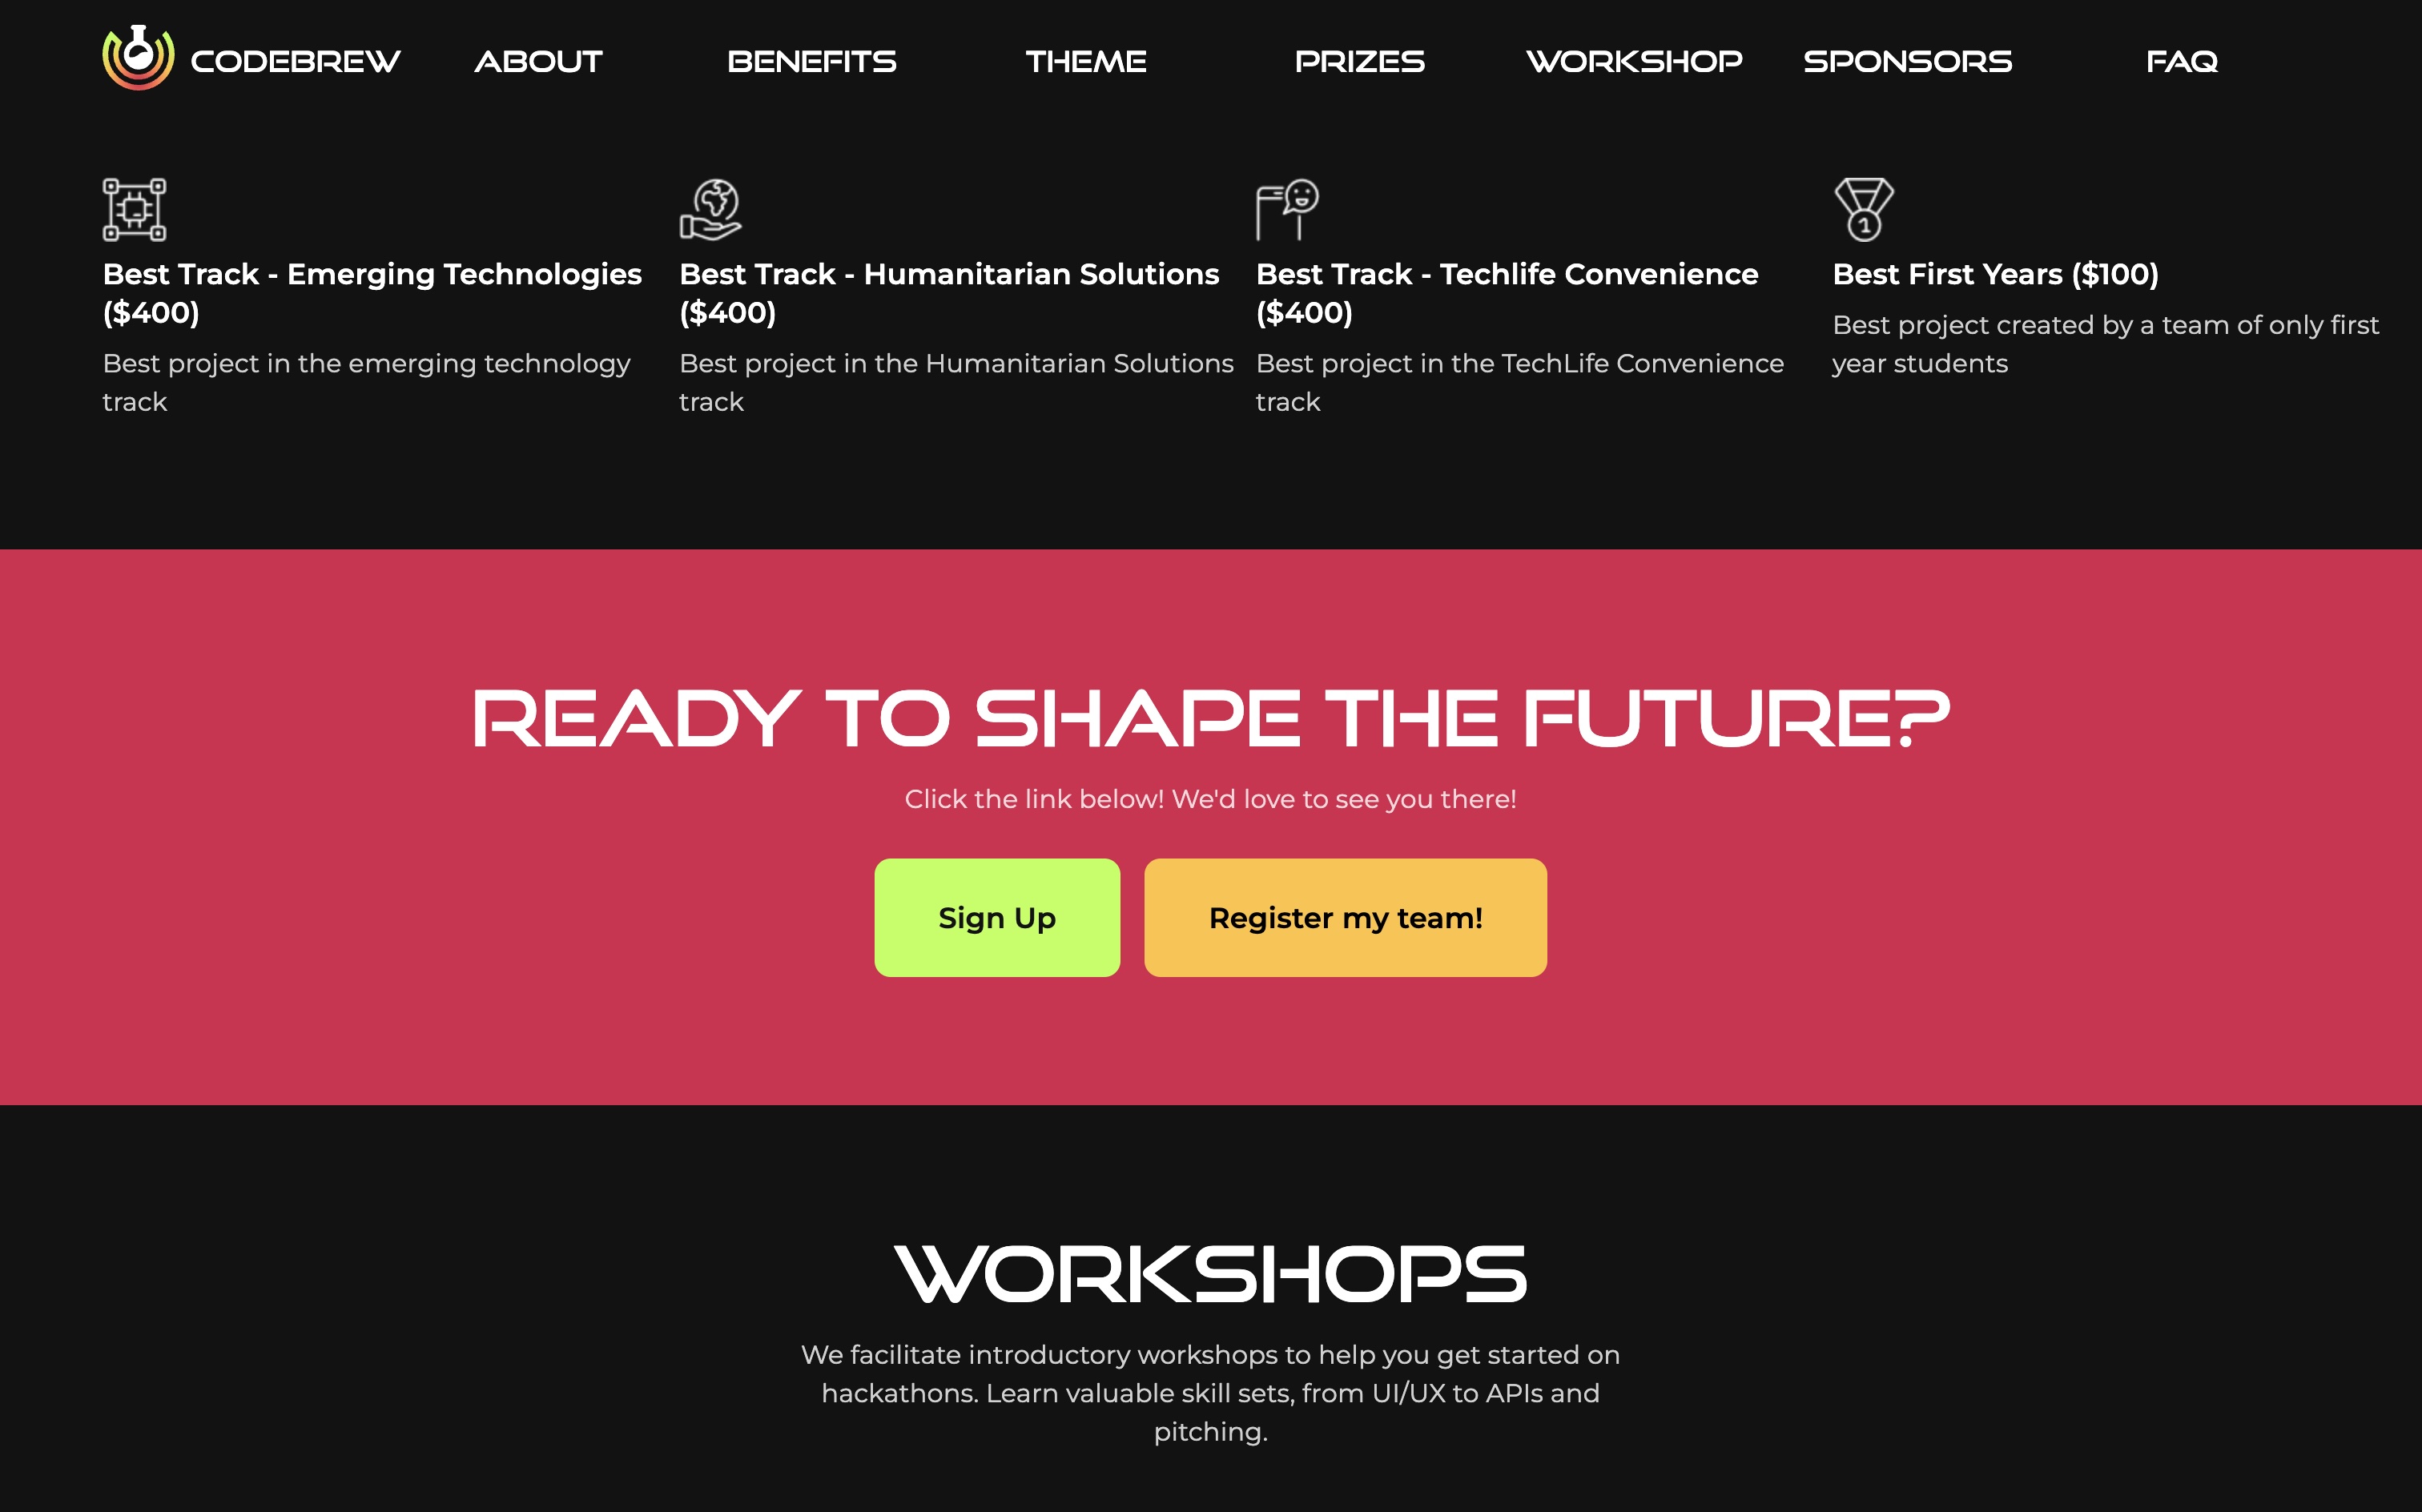 CODEBREW ABOUT BENEFITS THEME PRIZES WORKSHOP SPONSORS FAQ
1
Best Track - Emerging Technologies
($400)
Best project in the emerging technology
track
Best Track - Humanitarian Solutions
($400)
Best project in the Humanitarian Solutions
track
Best Track - Techlife Convenience
($400)
Best project in the TechLife Convenience
track
Best First Years ($100)
Best project created by a team of only first
year students
READY TO SHAPE THE FUTURE?
Click the link below! We'd love to see you there!
Sign Up
Register my team!
WORKSHOPS
We facilitate introductory workshops to help you get started on
hackathons. Learn valuable skill sets, from UI/UX to APIs and
pitching.